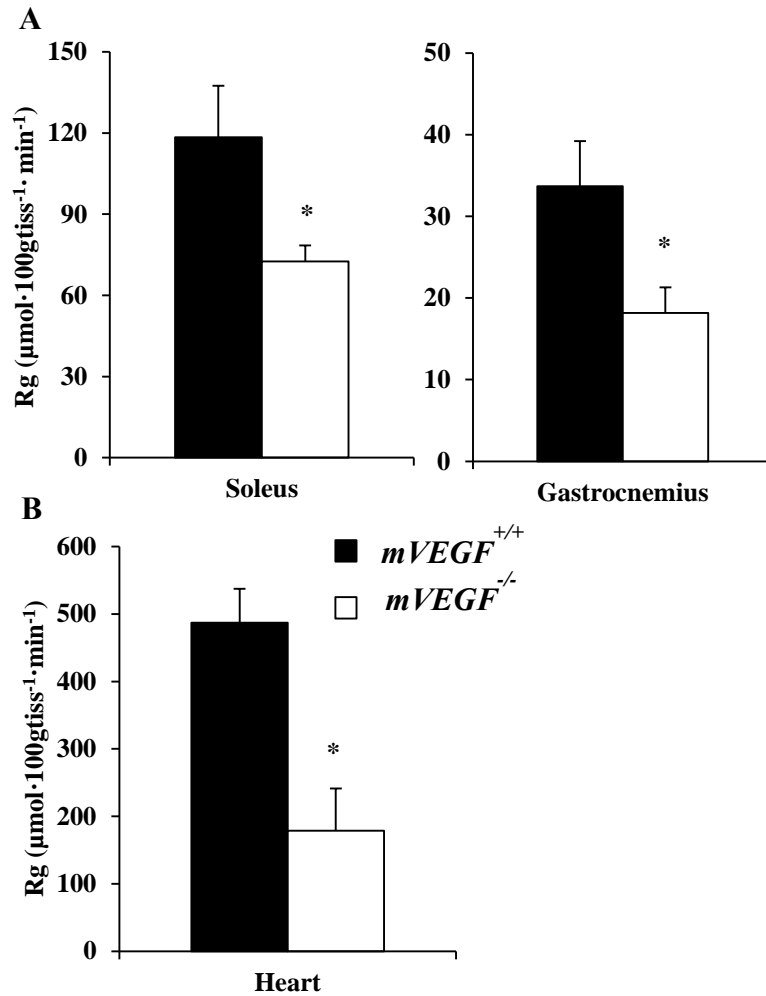 A
Rg (µmol·100gtiss⁻¹· min⁻¹)
150
120
90
60
30
0
*
Soleus
50
40
30
20
10
0
*
Gastrocnemius
B
Rg (µmol·100gtiss⁻¹·min⁻¹)
600
500
400
300
200
100
0
mVEGF+/+
mVEGF-/-
*
Heart